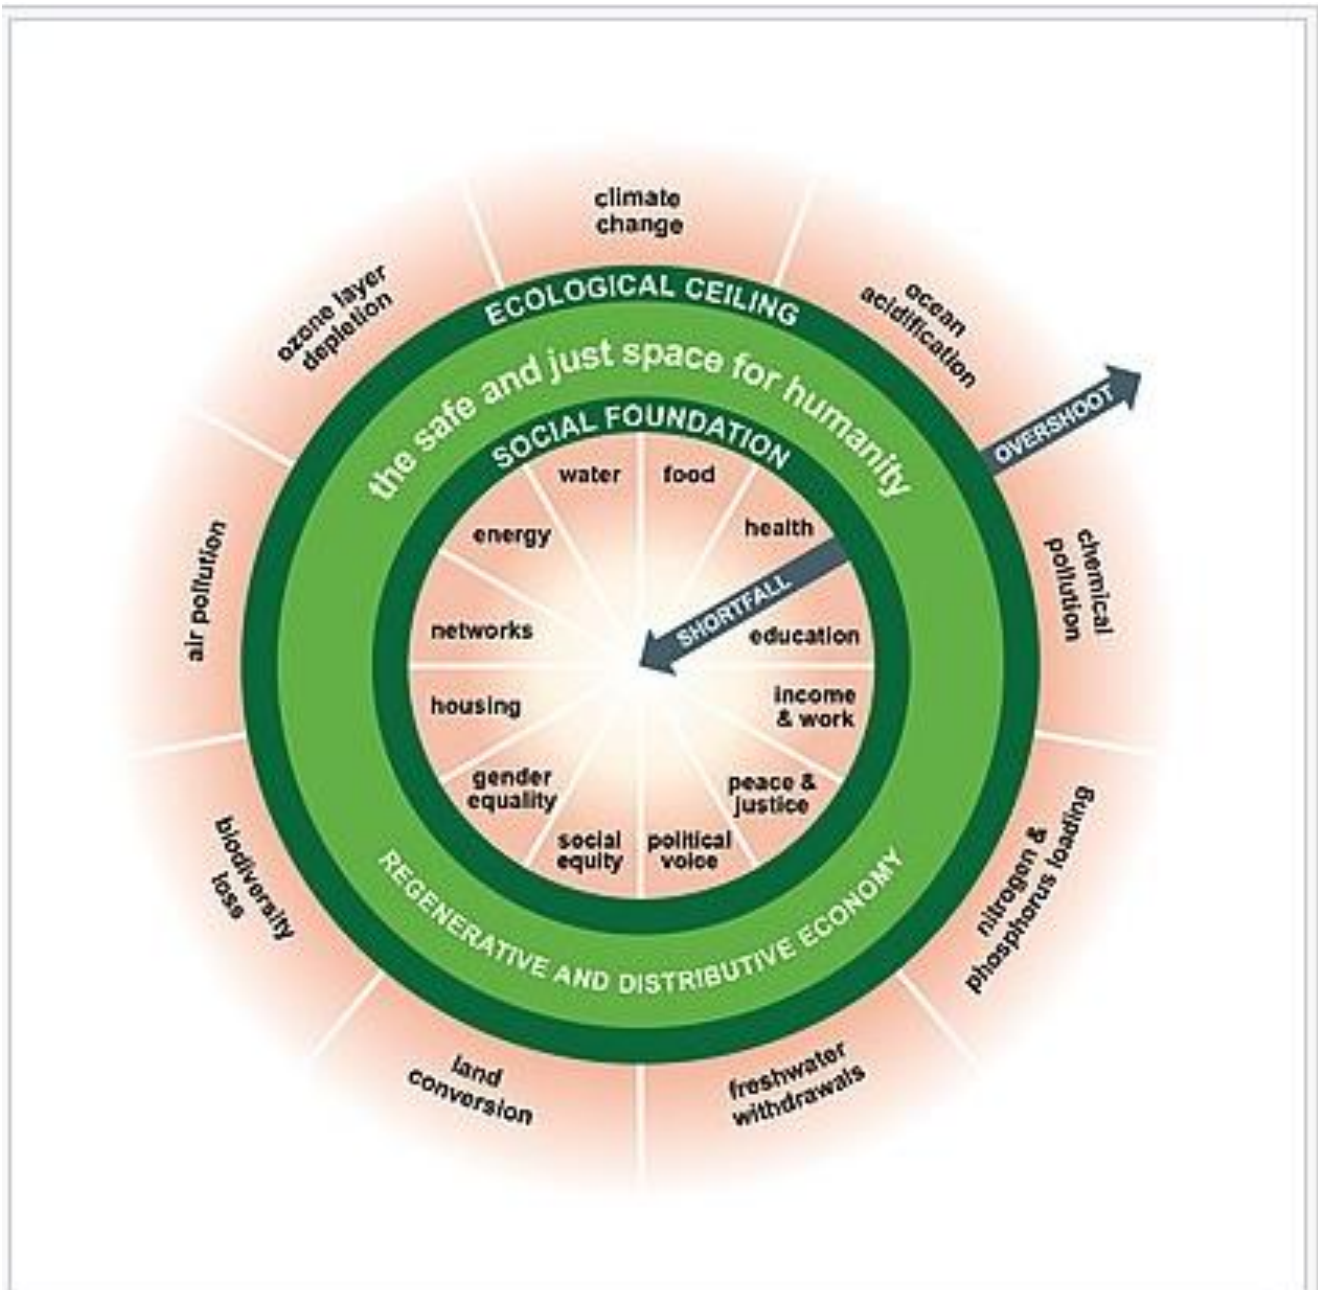 climate
change
ocean
acidification
OVERSHOOT
chemical
pollution
nitrogen &
phosphorus loading
freshwater
withdrawals
land
conversion
biodiversity
loss
air pollution
ozone layer
depletion
ECOLOGICAL CEILING
the safe and just space for humanity
SOCIAL FOUNDATION
water
food
health
SHORTFALL
education
income
& work
peace &
justice
political
voice
social
equity
gender
equality
housing
networks
energy
REGENERATIVE AND DISTRIBUTIVE ECONOMY